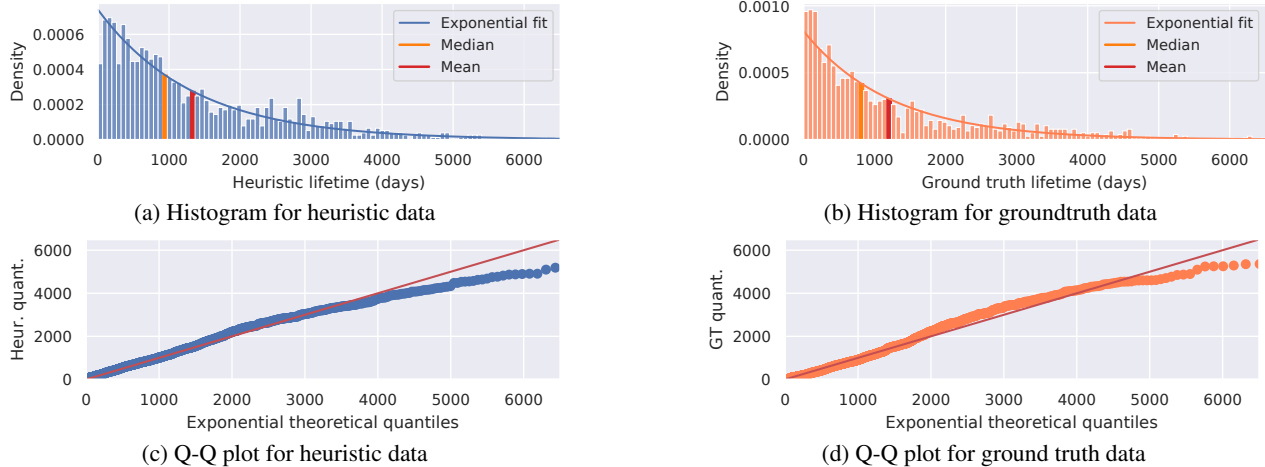 0.0006
0.0004
0.0002
0.0000
Density
Exponential fit
Median
Mean
0 1000 2000 3000 4000 5000 6000
Heuristic lifetime (days)
(a) Histogram for heuristic data
0.0010
0.0005
0.0000
Density
Exponential fit
Median
Mean
0 1000 2000 3000 4000 5000 6000
Ground truth lifetime (days)
(b) Histogram for groundtruth data
6000
4000
2000
0
Heur. quant.
0 1000 2000 3000 4000 5000 6000
Exponential theoretical quantiles
(c) Q-Q plot for heuristic data
6000
4000
2000
0
GT quant.
0 1000 2000 3000 4000 5000 6000
Exponential theoretical quantiles
(d) Q-Q plot for ground truth data